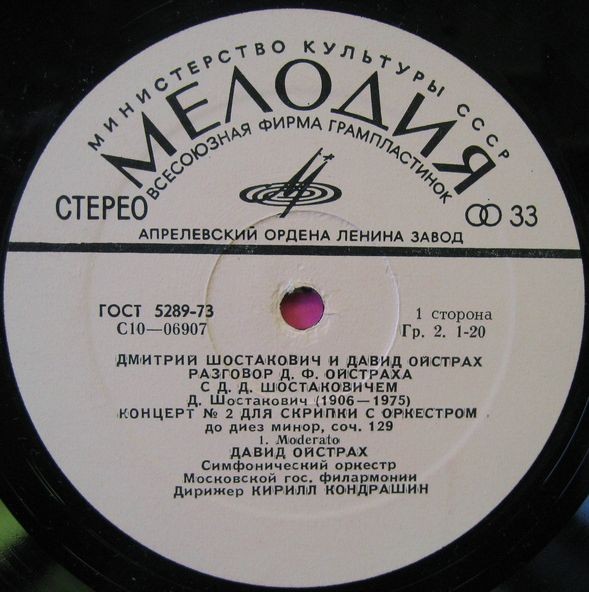 МИНИСТЕРСТВО КУЛЬТУРЫ СССР
МЕЛОДИЯ
ВСЕСОЮЗНАЯ ФИРМА ГРАМПЛАСТИНОК
СТЕРЕО
33
АПРЕЛЕВСКИЙ ОРДЕНА ЛЕНИНА ЗАВОД
ГОСТ 5289-73
С10—06907
1 сторона
Гр. 2. 1-20
ДМИТРИЙ ШОСТАКОВИЧ И ДАВИД ОЙСТРАХ
РАЗГОВОР Д. Ф. ОЙСТРАХА
С Д. Д. ШОСТАКОВИЧЕМ
Д. Шостакович (1906—1975)
КОНЦЕРТ № 2 ДЛЯ СКРИПКИ С ОРКЕСТРОМ
до диез минор, соч. 129
1. Moderato
ДАВИД ОЙСТРАХ
Симфонический оркестр
Московской гос. филармонии
Дирижер КИРИЛЛ КОНДРАШИН